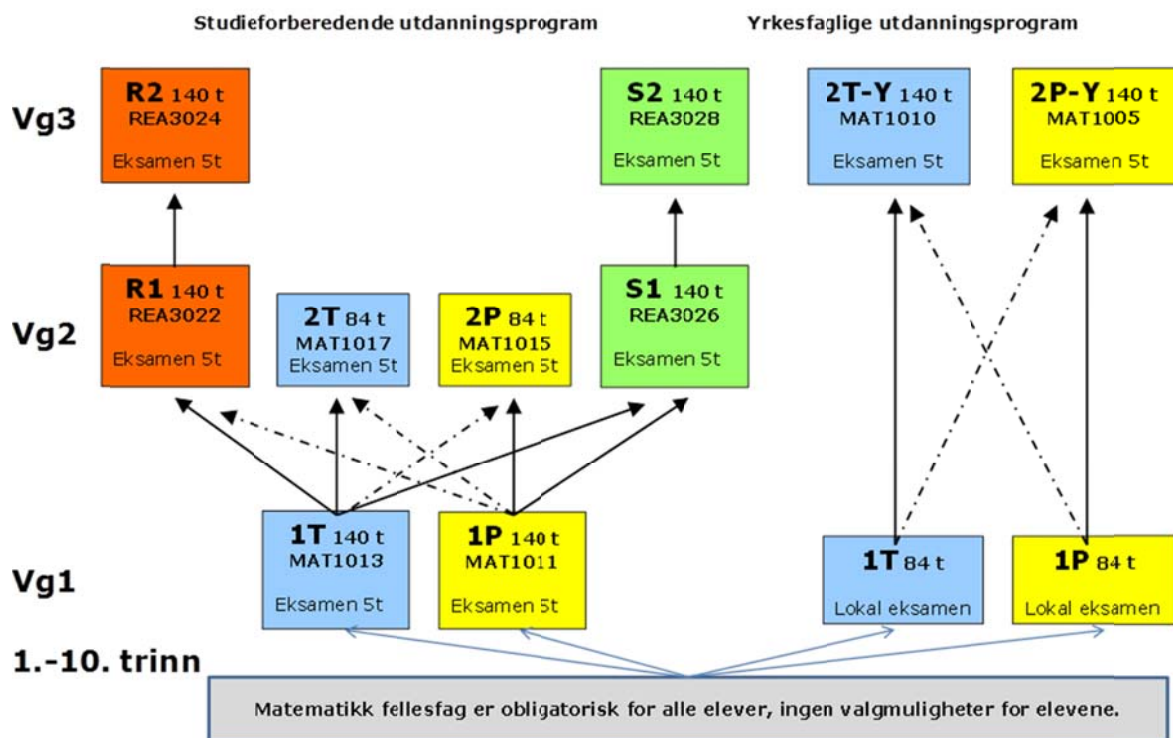 Studieforberedende utdanningsprogram
Yrkesfaglige utdanningsprogram
Vg3
R2 140 t
REA3024
Eksamen 5t
S2 140 t
REA3028
Eksamen 5t
2T-Y 140 t
MAT1010
Eksamen 5t
2P-Y 140 t
MAT1005
Eksamen 5t
Vg2
R1 140 t
REA3022
Eksamen 5t
2T 84 t
MAT1017
Eksamen 5t
2P 84 t
MAT1015
Eksamen 5t
S1 140 t
REA3026
Eksamen 5t
Vg1
1T 140 t
MAT1013
Eksamen 5t
1P 140 t
MAT1011
Eksamen 5t
1T 84 t
Lokal eksamen
1P 84 t
Lokal eksamen
1.-10. trinn
Matematikk fellesfag er obligatorisk for alle elever, ingen valgmuligheter for elevene.